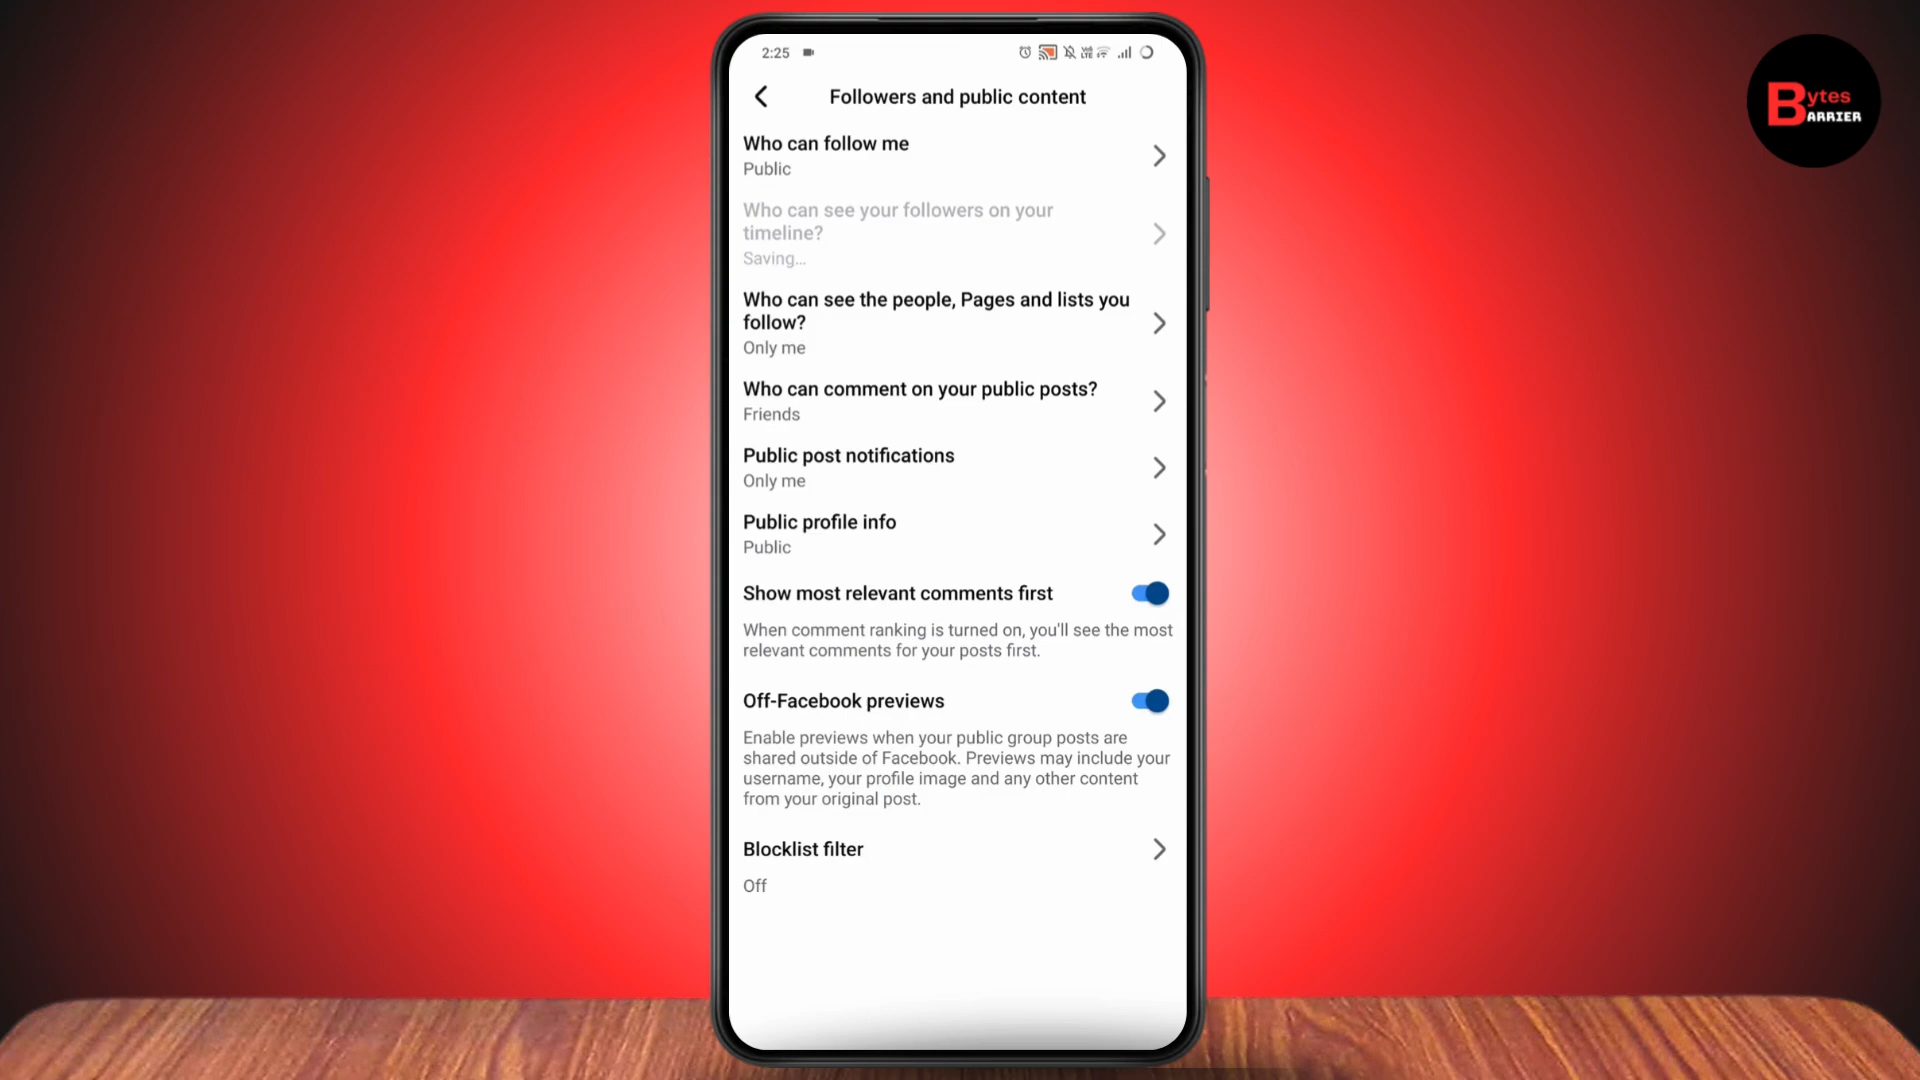 2:25
Followers and public content
Who can follow me
Public
Who can see your followers on your
timeline?
Saving...
Who can see the people, Pages and lists you
follow?
Only me
Who can comment on your public posts?
Friends
Public post notifications
Only me
Public profile info
Public
Show most relevant comments first
When comment ranking is turned on, you'll see the most
relevant comments for your posts first.
Off-Facebook previews
Enable previews when your public group posts are
shared outside of Facebook. Previews may include your
username, your profile image and any other content
from your original post.
Blocklist filter
Off
Bytes
BARRIER